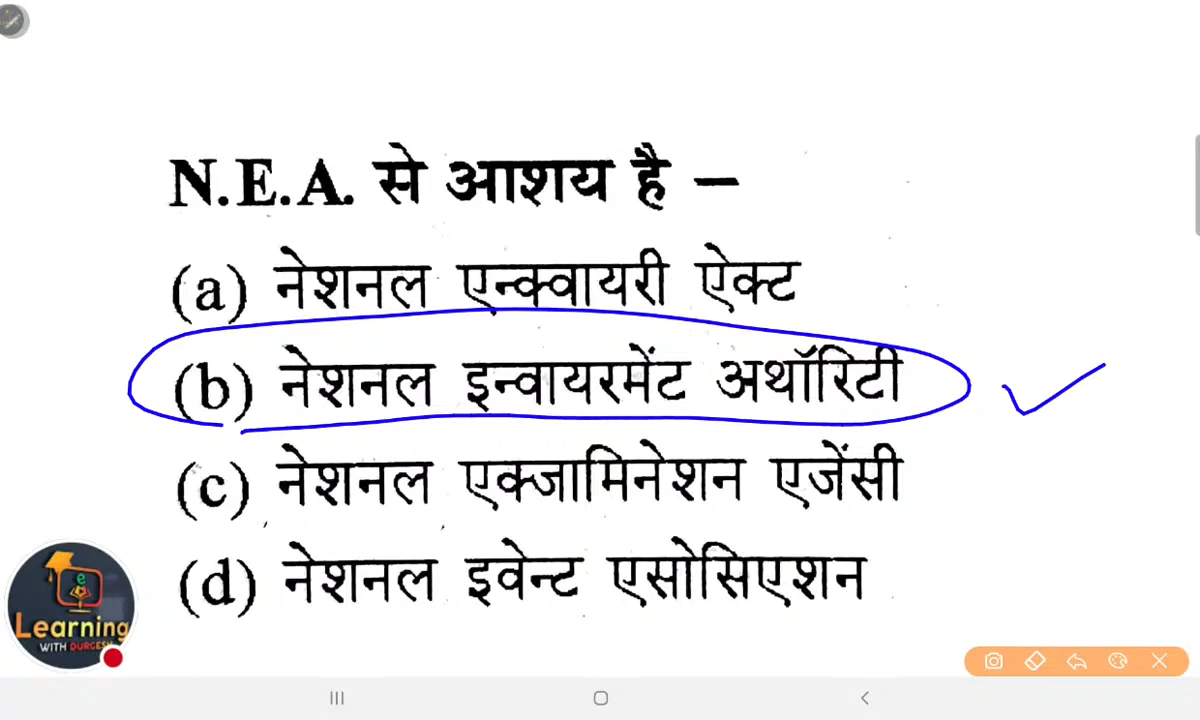 N.E.A. से आशय है –
(a) नेशनल एन्क्वायरी ऐक्ट
(b) नेशनल इन्वायरमेंट अथॉरिटी
(c) नेशनल एक्जामिनेशन एजेंसी
(d) नेशनल इवेन्ट एसोसिएशन
e
Learning
WITH DURGESH